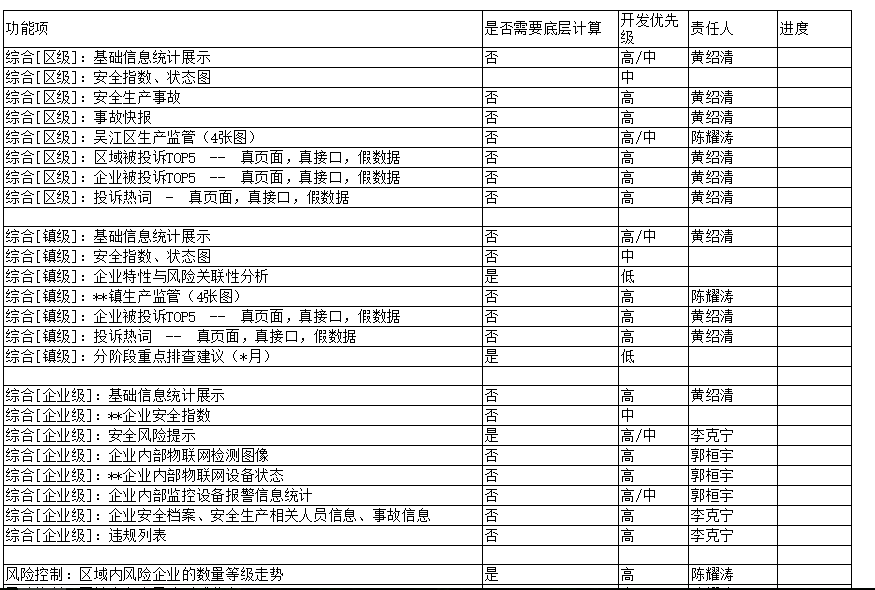 功能项 是否需要底层计算 开发优先级 责任人 进度
综合[区级]：基础信息统计展示 否 高/中 黄绍清
综合[区级]：安全指数、状态图 中
综合[区级]：安全生产事故 否 高 黄绍清
综合[区级]：事故快报 否 高 黄绍清
综合[区级]：吴江区生产监管（4张图） 否 高/中 陈耀涛
综合[区级]：区域被投诉TOP5 -- 真页面，真接口，假数据 否 高 黄绍清
综合[区级]：企业被投诉TOP5 -- 真页面，真接口，假数据 否 高 黄绍清
综合[区级]：投诉热词 - 真页面，真接口，假数据 否 高 黄绍清
综合[镇级]：基础信息统计展示 否 高/中 黄绍清
综合[镇级]：安全指数、状态图 否 中
综合[镇级]：企业特性与风险关联性分析 是 低
综合[镇级]：**镇生产监管（4张图） 否 高 陈耀涛
综合[镇级]：企业被投诉TOP5 -- 真页面，真接口，假数据 否 高 黄绍清
综合[镇级]：投诉热词 -- 真页面，真接口，假数据 否 高 黄绍清
综合[镇级]：分阶段重点排查建议（*月） 是 低
综合[企业级]：基础信息统计展示 否 高 黄绍清
综合[企业级]：**企业安全指数 否 中
综合[企业级]：安全风险提示 是 高/中 李克宁
综合[企业级]：企业内部物联网检测图像 否 高 郭桓宇
综合[企业级]：**企业内部物联网设备状态 否 高 郭桓宇
综合[企业级]：企业内部监控设备报警信息统计 否 高/中 郭桓宇
综合[企业级]：企业安全档案、安全生产相关人员信息、事故信息 否 高 李克宁
综合[企业级]：违规列表 否 高 李克宁
风险控制：区域内风险企业的数量等级走势 是 高 陈耀涛